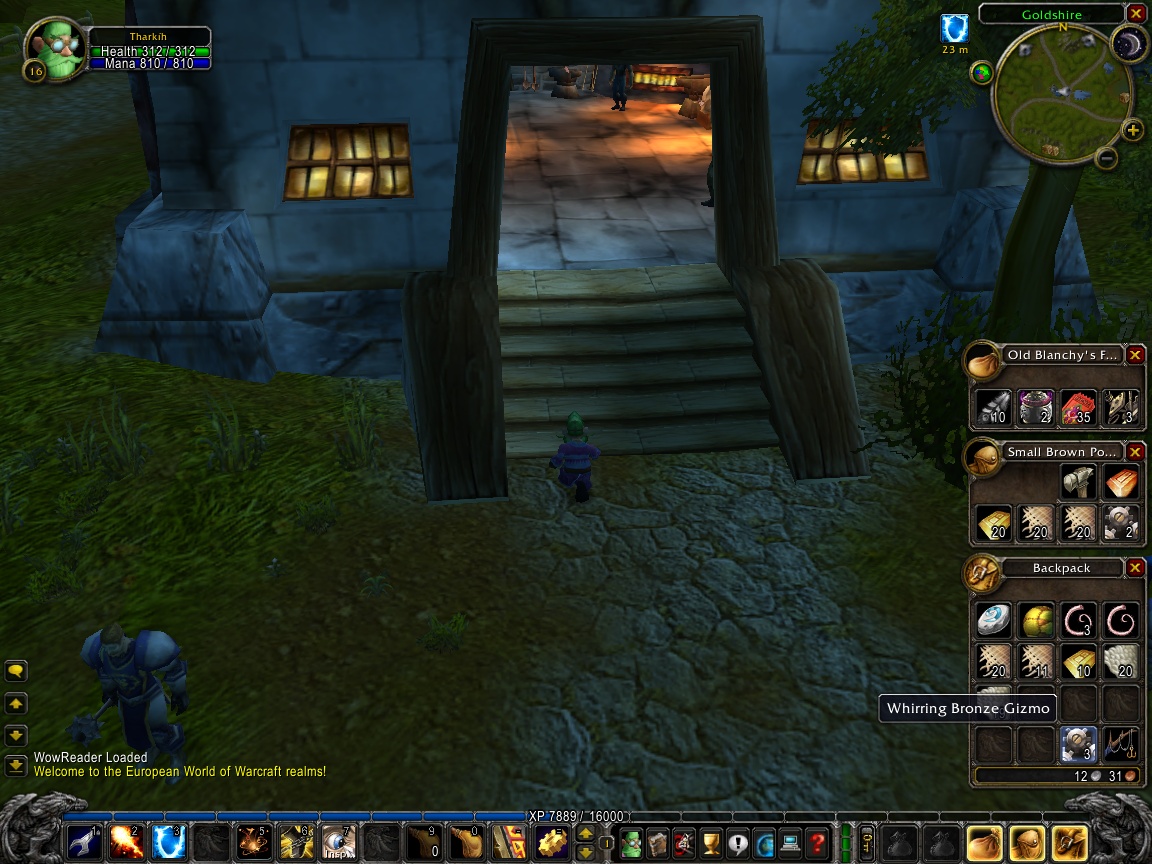 Tharkíh
Health 312 / 312
Mana 810 / 810
16
Goldshire
N
23 m
Old Blanchy's F...
10 2 35 3
Small Brown Po...
20 20 20 2
Backpack
3
20 11 10 20
Whirring Bronze Gizmo
3
12 31
WowReader Loaded
Welcome to the European World of Warcraft realms!
XP 7889 / 16000
1 2 3 5 6 7 9 0
0
1